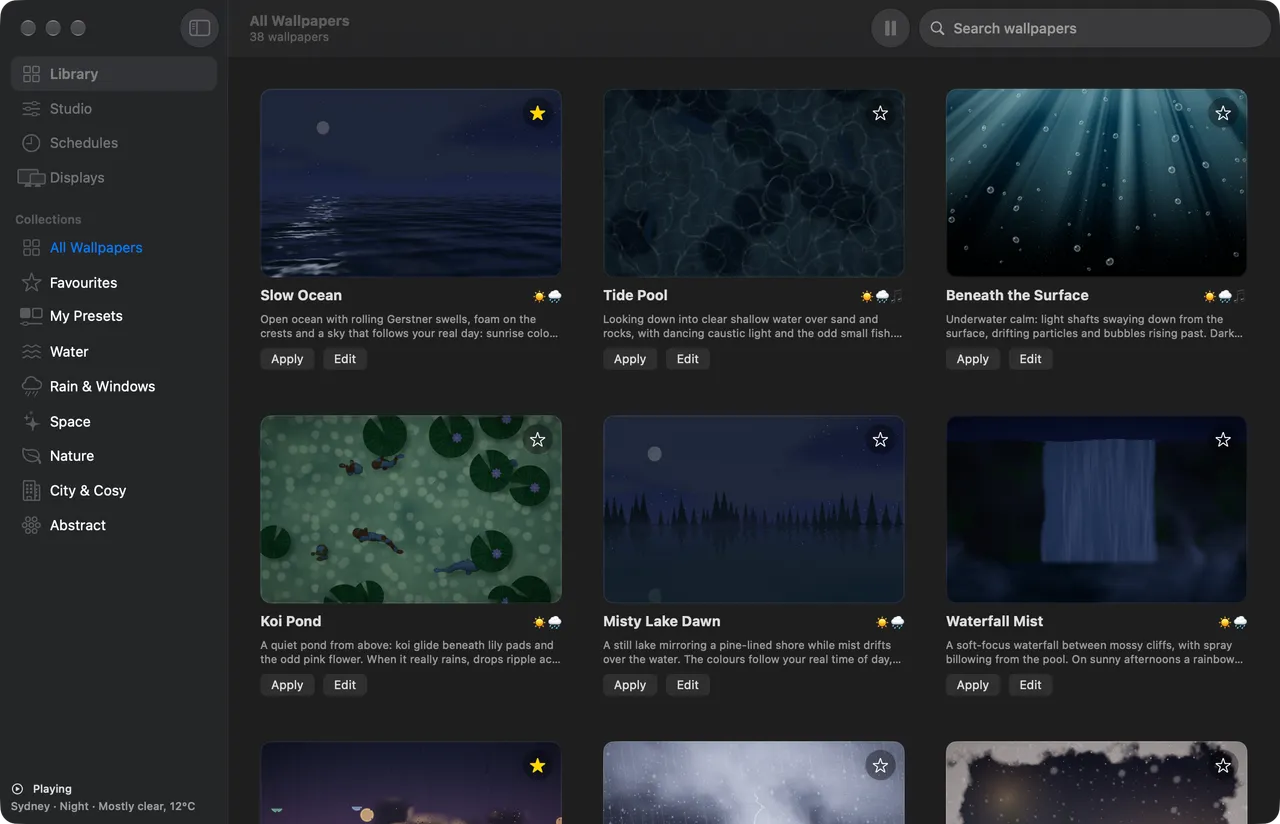 All Wallpapers
38 wallpapers
Search wallpapers
Library
Studio
Schedules
Displays
Collections
All Wallpapers
Favourites
My Presets
Water
Rain & Windows
Space
Nature
City & Cosy
Abstract
Playing
Sydney · Night · Mostly clear, 12°C
Slow Ocean
Open ocean with rolling Gerstner swells, foam on the
crests and a sky that follows your real day: sunrise colo...
Apply
Edit
Tide Pool
Looking down into clear shallow water over sand and
rocks, with dancing caustic light and the odd small fish....
Apply
Edit
Beneath the Surface
Underwater calm: light shafts swaying down from the
surface, drifting particles and bubbles rising past. Dark...
Apply
Edit
Koi Pond
A quiet pond from above: koi glide beneath lily pads and
the odd pink flower. When it really rains, drops ripple ac...
Apply
Edit
Misty Lake Dawn
A still lake mirroring a pine-lined shore while mist drifts
over the water. The colours follow your real time of day,...
Apply
Edit
Waterfall Mist
A soft-focus waterfall between mossy cliffs, with spray
billowing from the pool. On sunny afternoons a rainbow...
Apply
Edit